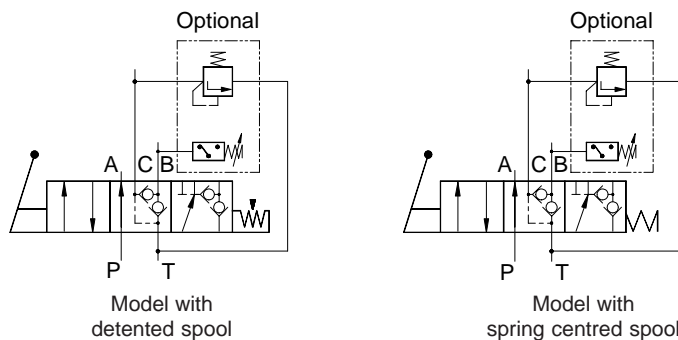 Optional
A C B
P T
Model with
detented spool
Optional
A C B
P T
Model with
spring centred spool